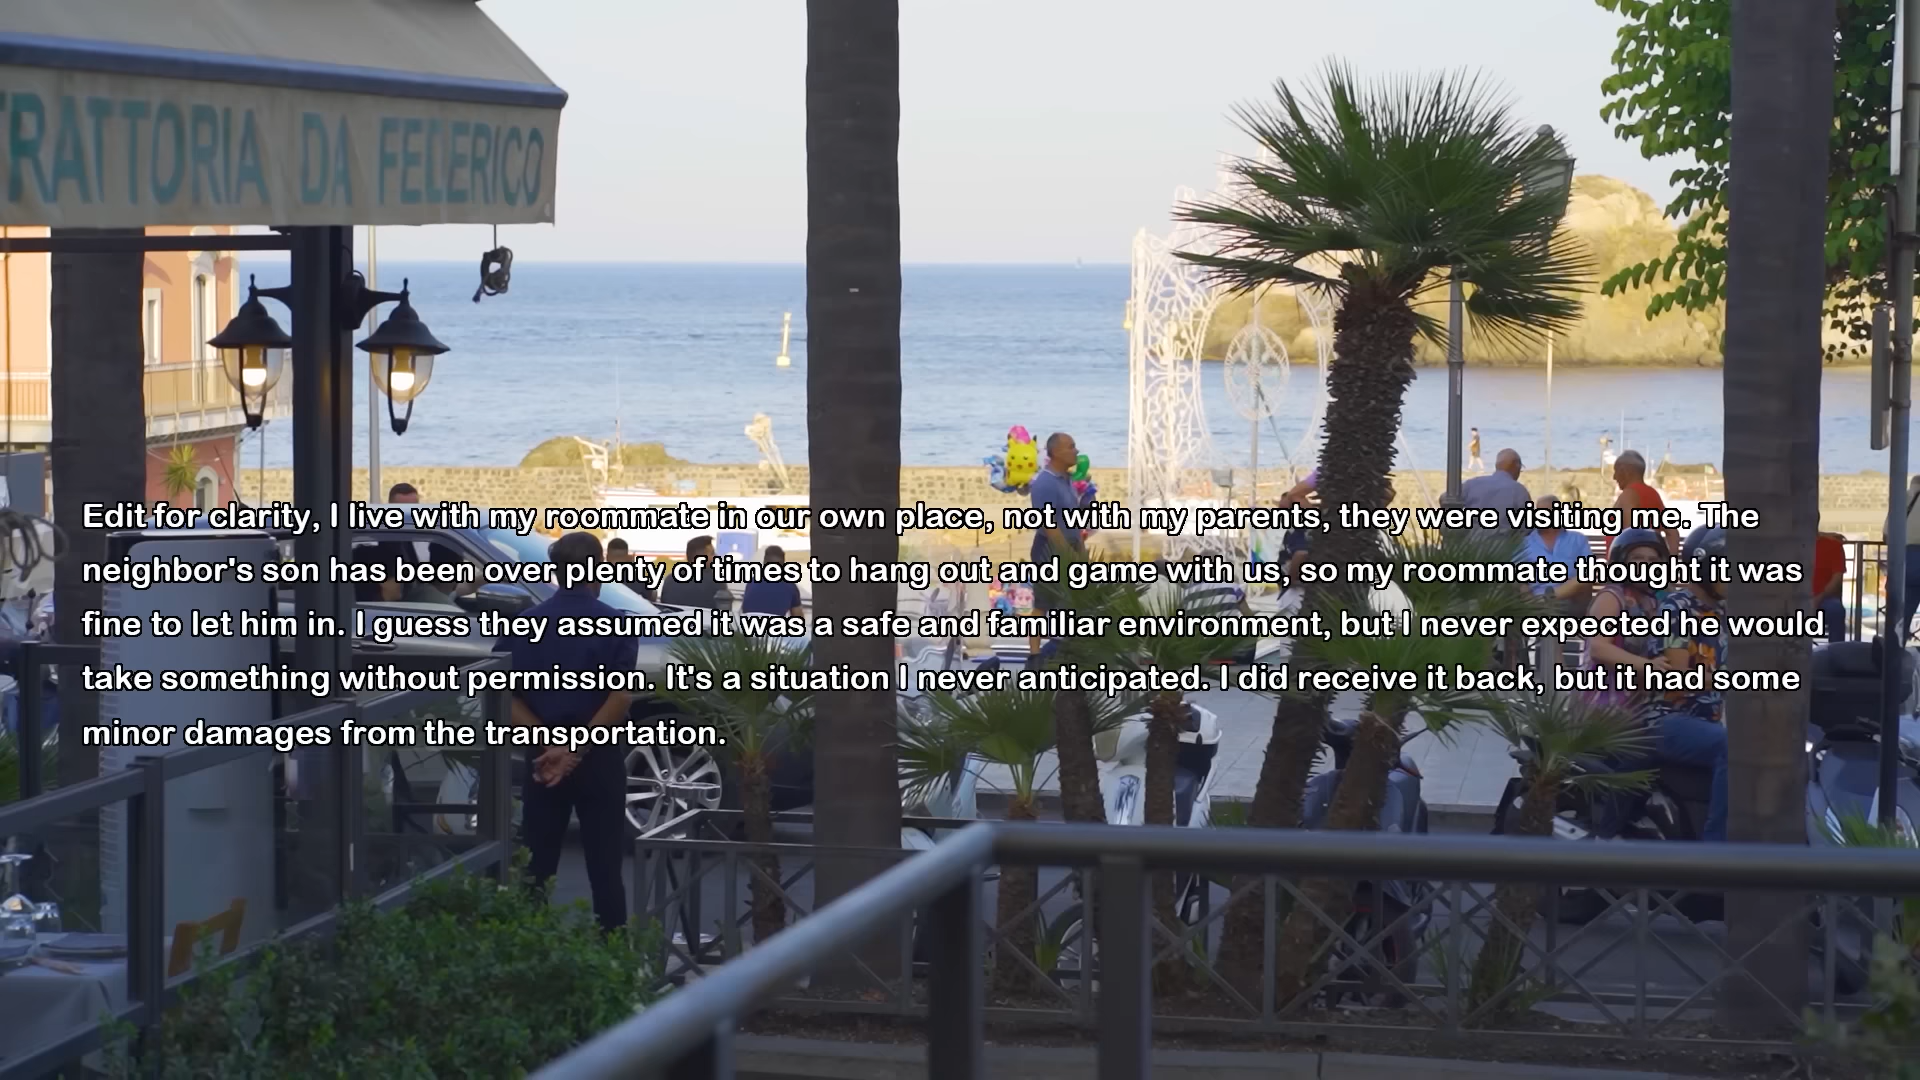 TRATTORIA DA FEDERICO
Edit for clarity, I live with my roommate in our own place, not with my parents, they were visiting me. The
neighbor's son has been over plenty of times to hang out and game with us, so my roommate thought it was
fine to let him in. I guess they assumed it was a safe and familiar environment, but I never expected he would
take something without permission. It's a situation I never anticipated. I did receive it back, but it had some
minor damages from the transportation.